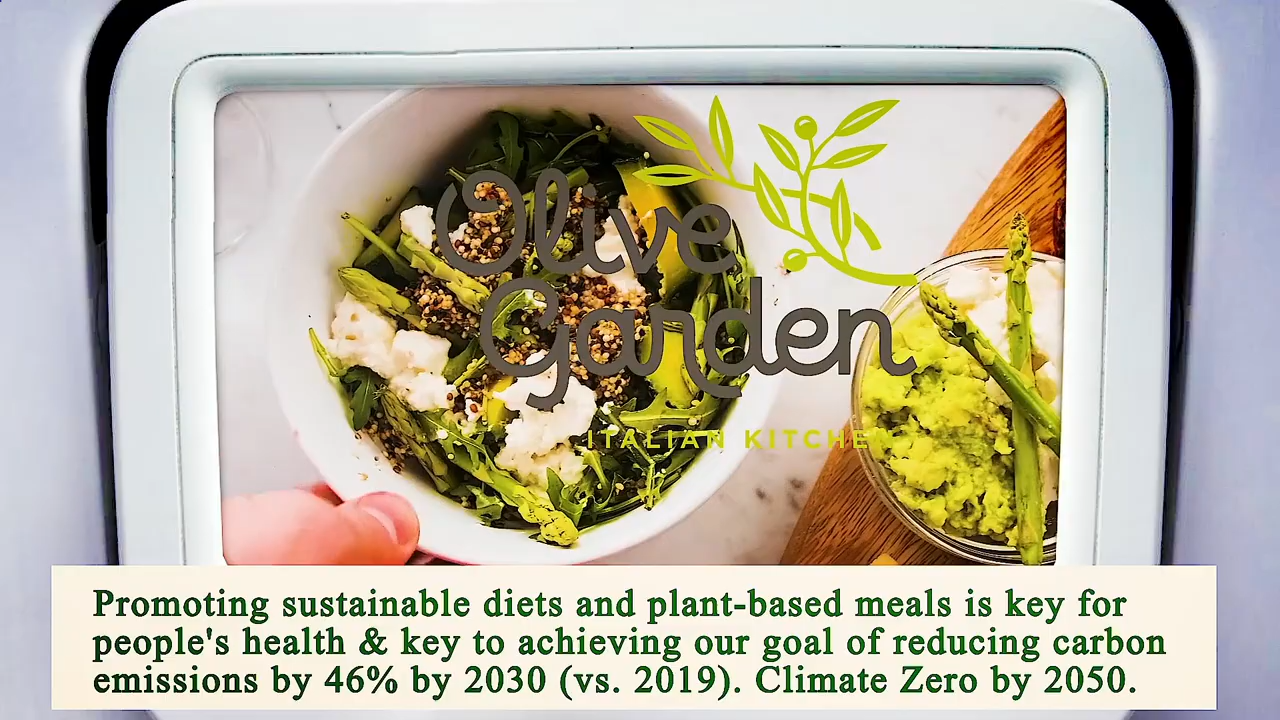 Olive
Garden
ITALIAN KITCHEN
Promoting sustainable diets and plant-based meals is key for
people's health & key to achieving our goal of reducing carbon
emissions by 46% by 2030 (vs. 2019). Climate Zero by 2050.